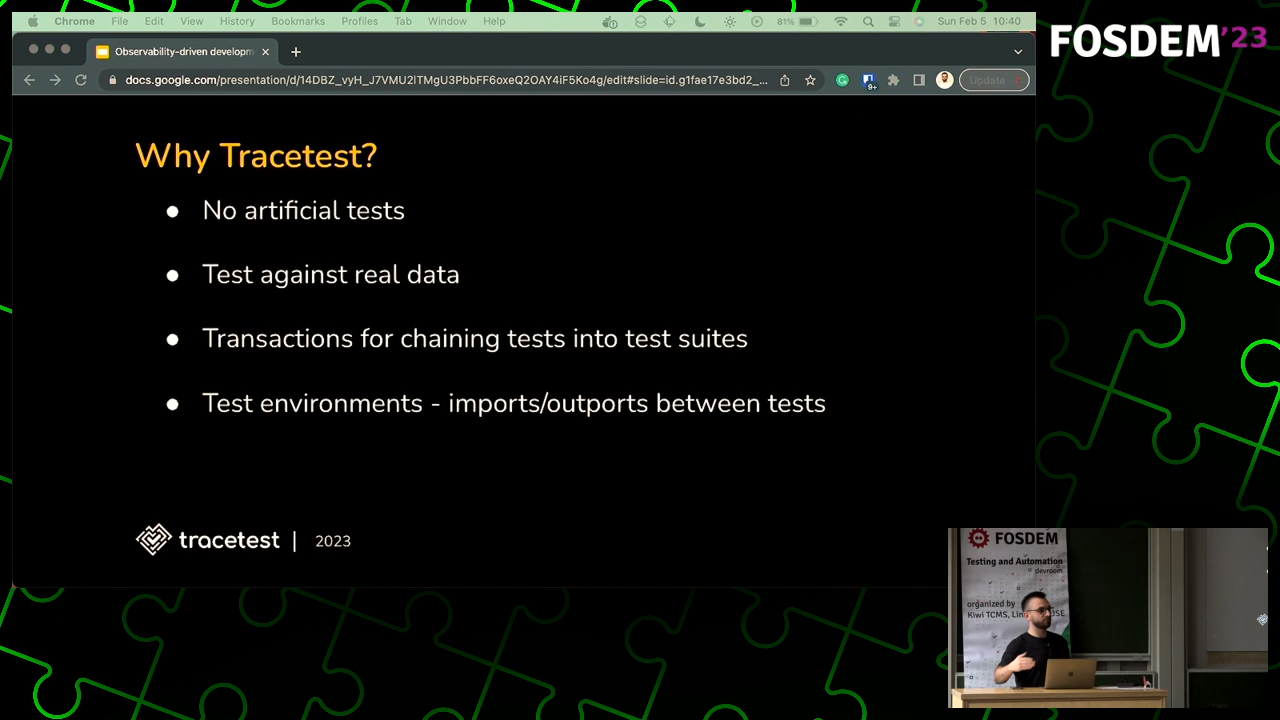 Chrome File Edit View History Bookmarks Profiles Tab Window Help 81% Sun Feb 5 10:40
FOSDEM'23
Observability-driven developm
docs.google.com/presentation/d/14DBZ_vyH_J7VMU2lTMgU3PbbFF6oxeQ2OAY4iF5Ko4g/edit#slide=id.g1fae17e3bd2_...
9+
Update
Why Tracetest?
● No artificial tests
● Test against real data
● Transactions for chaining tests into test suites
● Test environments - imports/outports between tests
tracetest | 2023
FOSDEM
Testing and Automation
devroom
organized by
Kiwi TCMS,